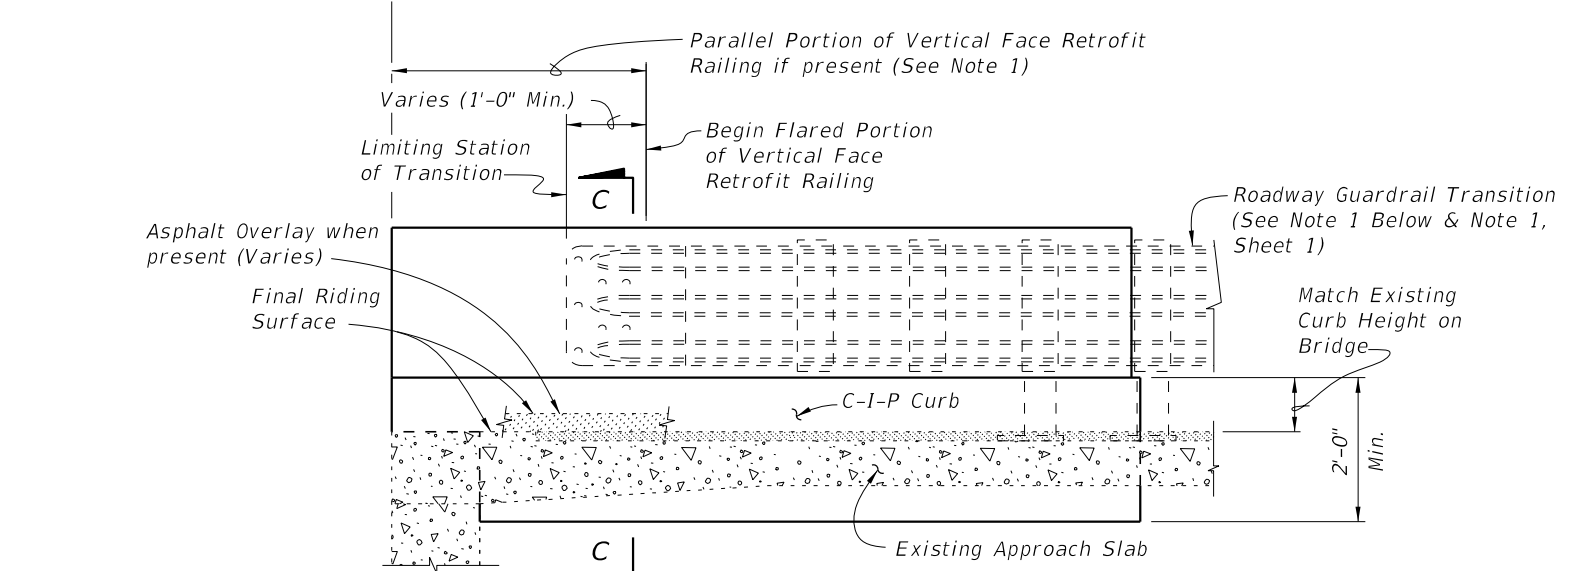 Parallel Portion of Vertical Face Retrofit
Railing if present (See Note 1)
Varies (1'-0" Min.)
Begin Flared Portion
of Vertical Face
Retrofit Railing
Limiting Station
of Transition
C
Roadway Guardrail Transition
(See Note 1 Below & Note 1,
Sheet 1)
Asphalt Overlay when
present (Varies)
Final Riding
Surface
Match Existing
Curb Height on
Bridge
C-I-P Curb
2'-0"
Min.
Existing Approach Slab
C